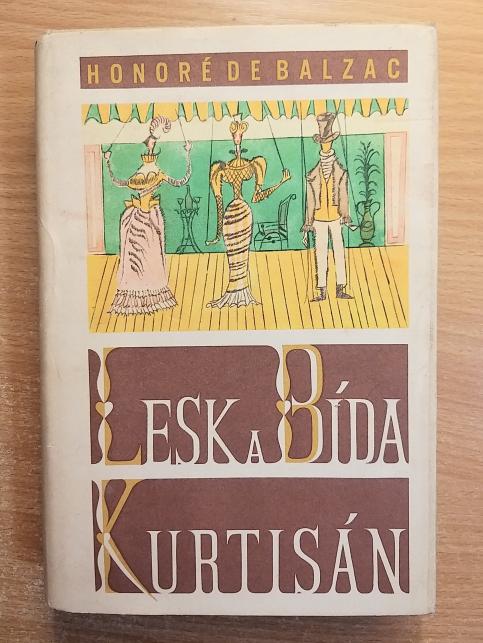 HONORÉ DE BALZAC
LESK A BÍDA
KURTISÁN